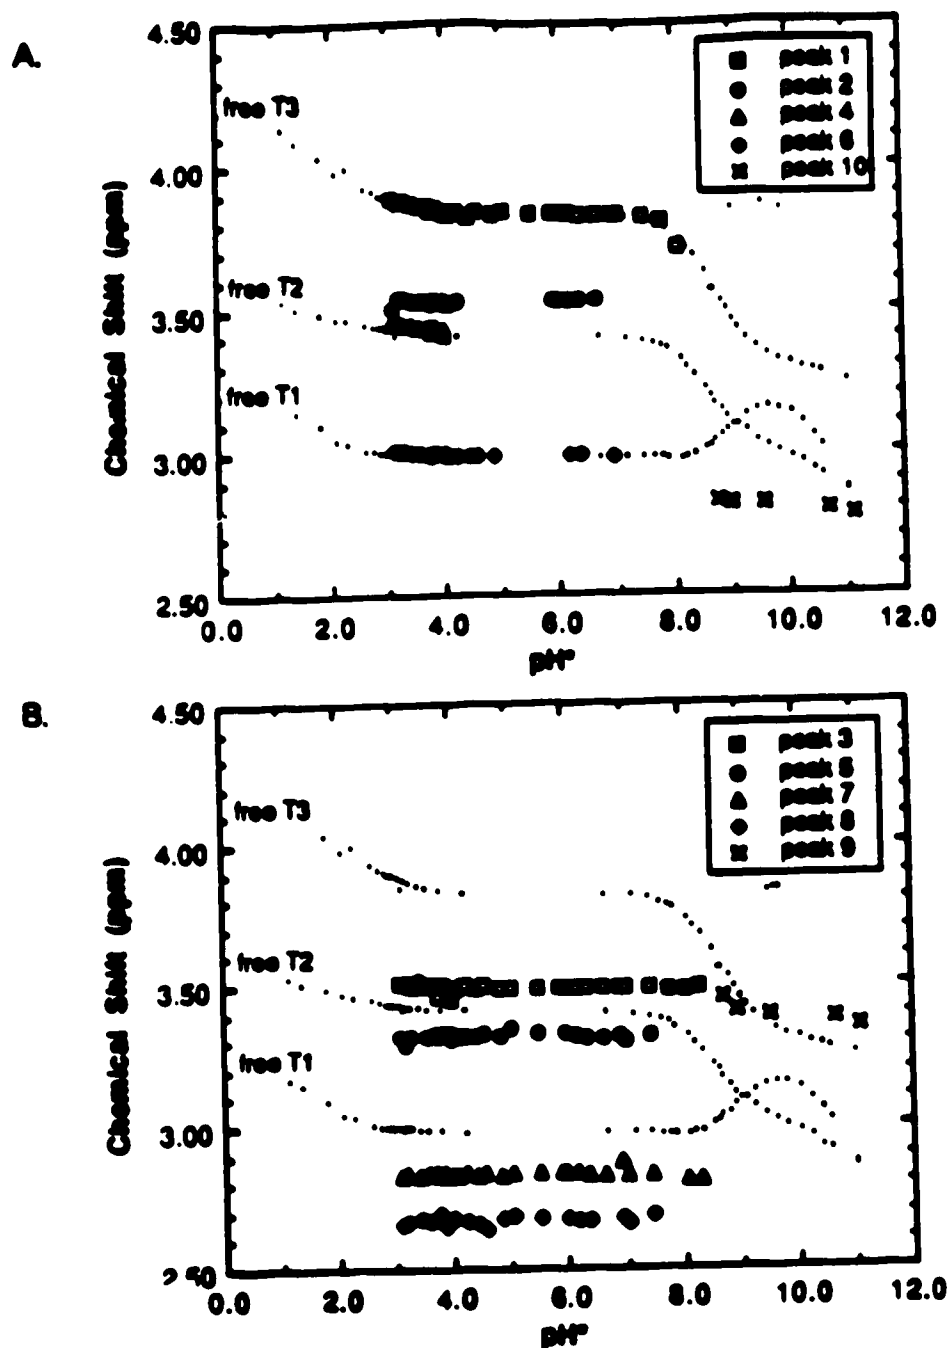 A.
4.50
peak 1
peak 2
peak 4
peak 6
peak 10
free T3
4.00
free T2
3.50
free T1
3.00
2.50
0.0 2.0 4.0 6.0 8.0 10.0 12.0
Chemical Shift (ppm)
pH*
B.
4.50
peak 3
peak 5
peak 7
peak 8
peak 9
free T3
4.00
free T2
3.50
free T1
3.00
2.50
0.0 2.0 4.0 6.0 8.0 10.0 12.0
Chemical Shift (ppm)
pH*